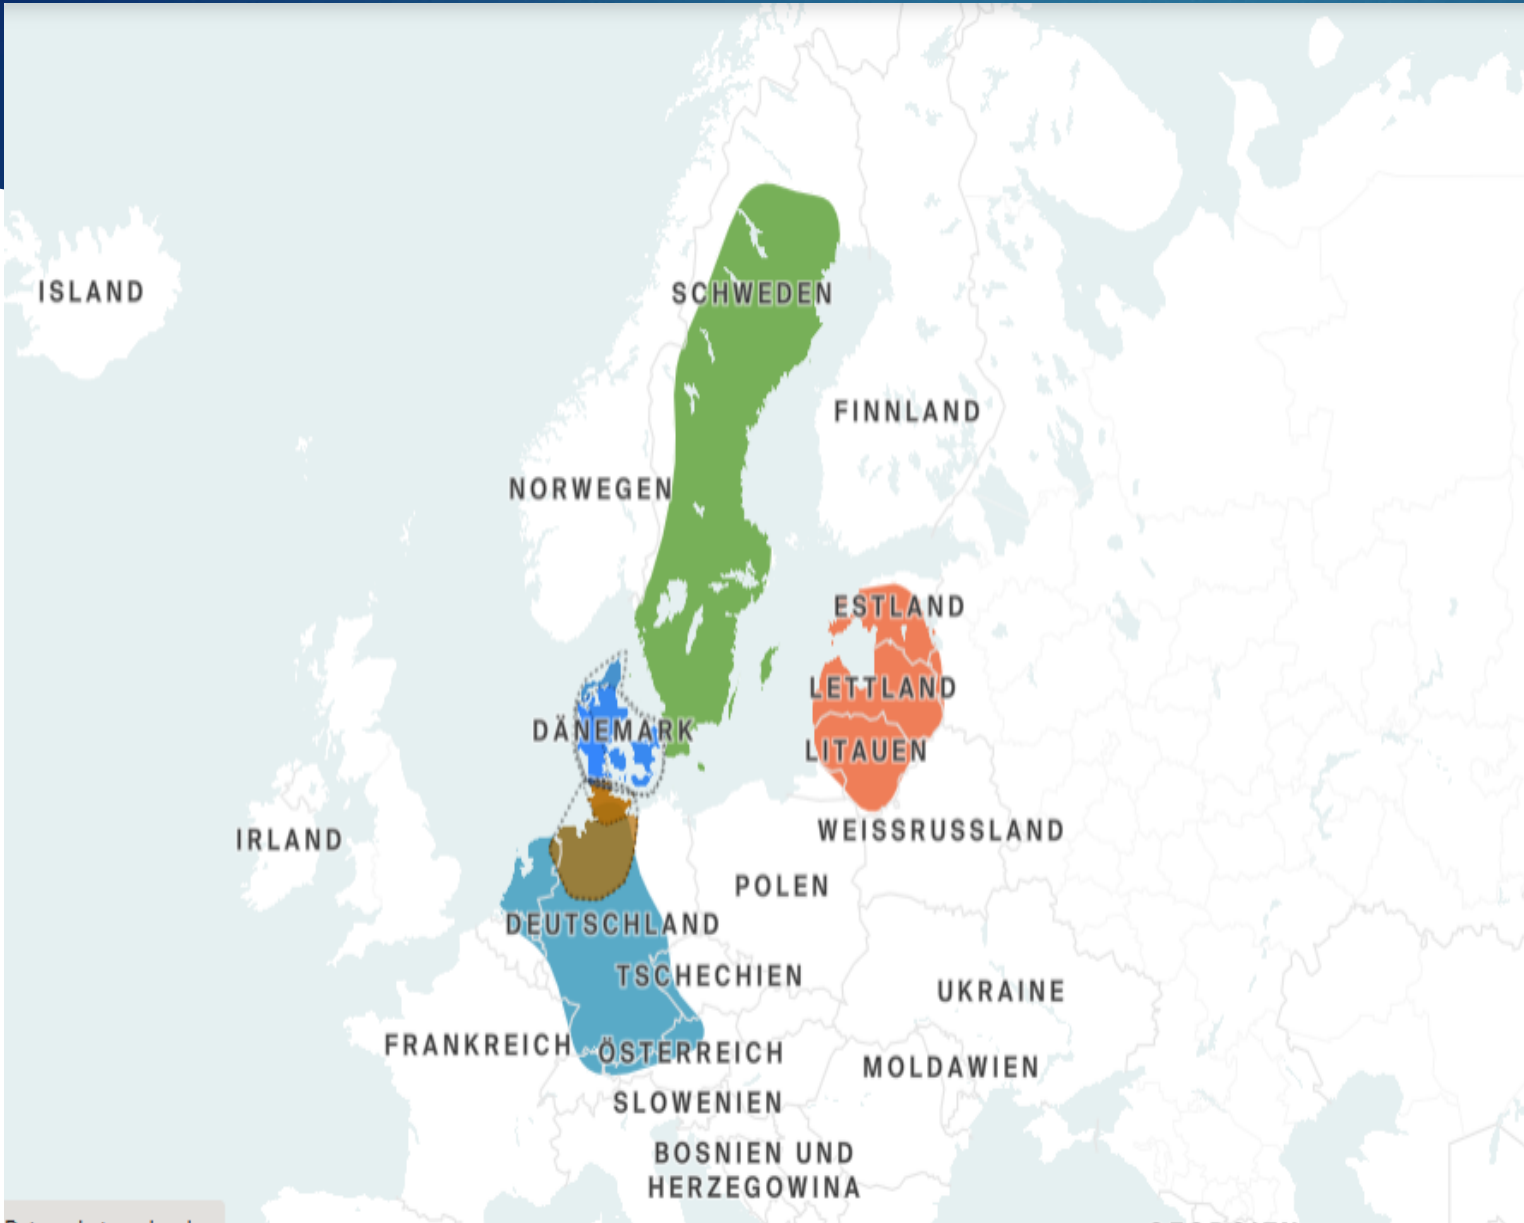 ISLAND
SCHWEDEN
FINNLAND
NORWEGEN
ESTLAND
LETTLAND
DÄNEMARK
LITAUEN
WEISSRUSSLAND
IRLAND
POLEN
DEUTSCHLAND
TSCHECHIEN
UKRAINE
FRANKREICH
ÖSTERREICH
MOLDAWIEN
SLOWENIEN
BOSNIEN UND
HERZEGOWINA